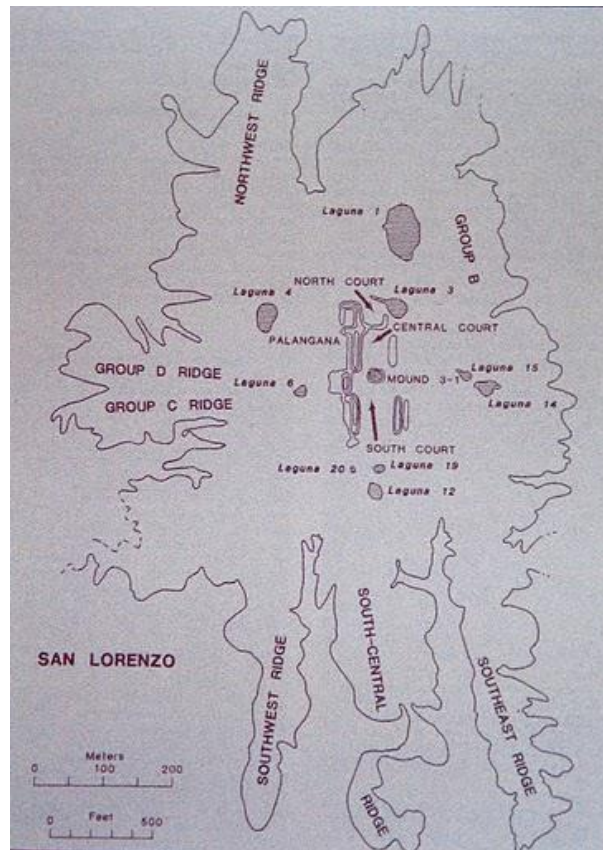 NORTHWEST RIDGE
Laguna 1
GROUP B
NORTH COURT
Laguna 4
Laguna 3
PALANGANA
CENTRAL COURT
GROUP D RIDGE
Laguna 15
Laguna 6
MOUND 3-1
GROUP C RIDGE
Laguna 14
SOUTH COURT
Laguna 20
Laguna 19
Laguna 12
SAN LORENZO
SOUTHWEST RIDGE
SOUTH-CENTRAL
RIDGE
SOUTHEAST RIDGE
Meters
0 100 200
Feet
0 500